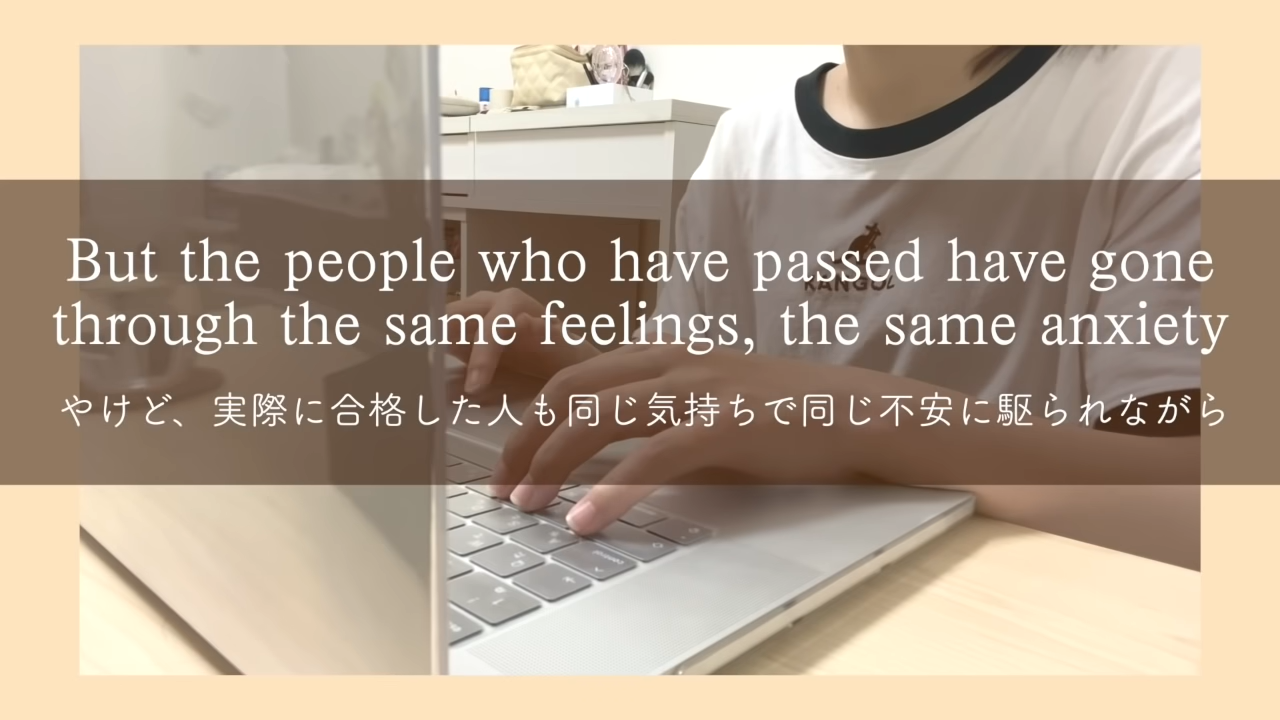 But the people who have passed have gone
through the same feelings, the same anxiety
やけど、実際に合格した人も同じ気持ちで同じ不安に駆られながら
KANGOL
control